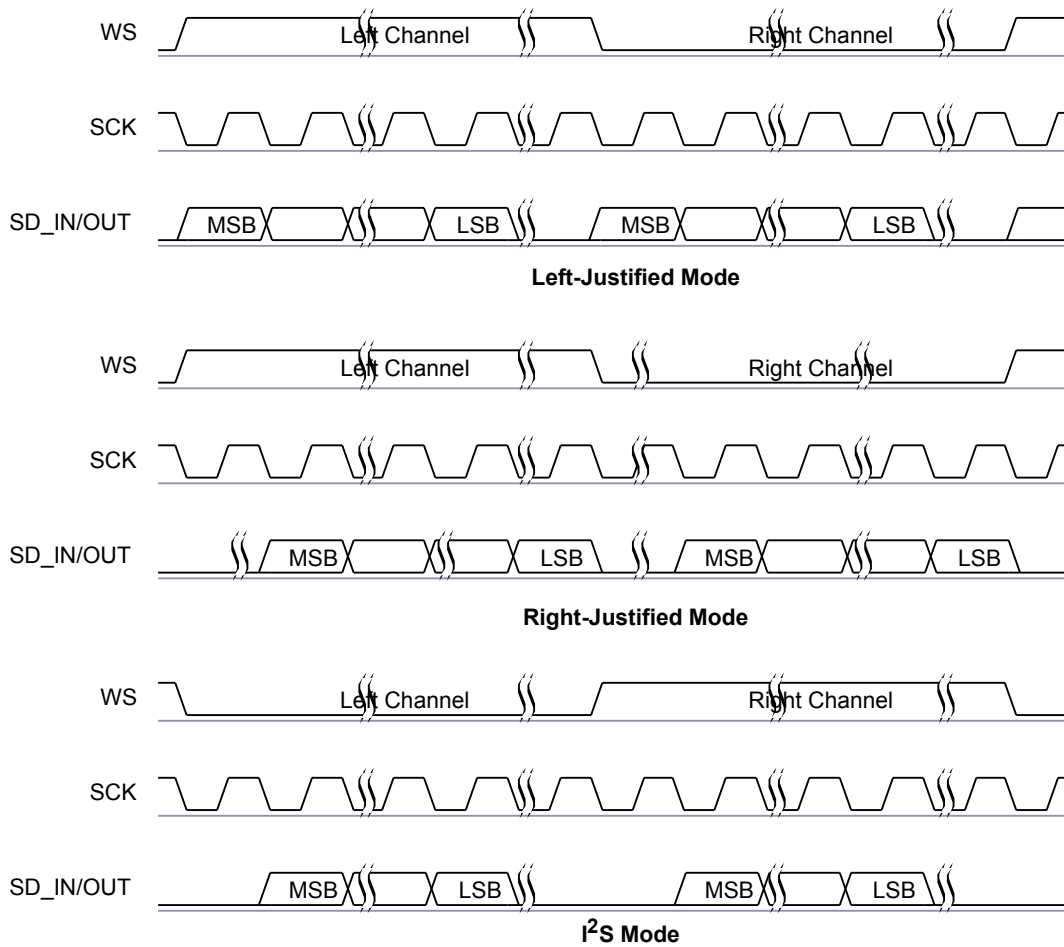 WS Left Channel Right Channel
SCK
SD_IN/OUT MSB LSB MSB LSB
Left-Justified Mode
WS Left Channel Right Channel
SCK
SD_IN/OUT MSB LSB MSB LSB
Right-Justified Mode
WS Left Channel Right Channel
SCK
SD_IN/OUT MSB LSB MSB LSB
I²S Mode